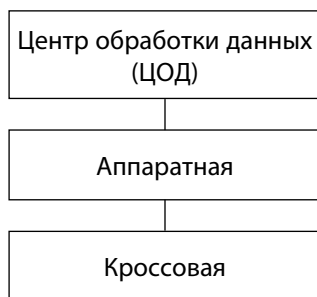 Центр обработки данных
(ЦОД)
Аппаратная
Кроссовая